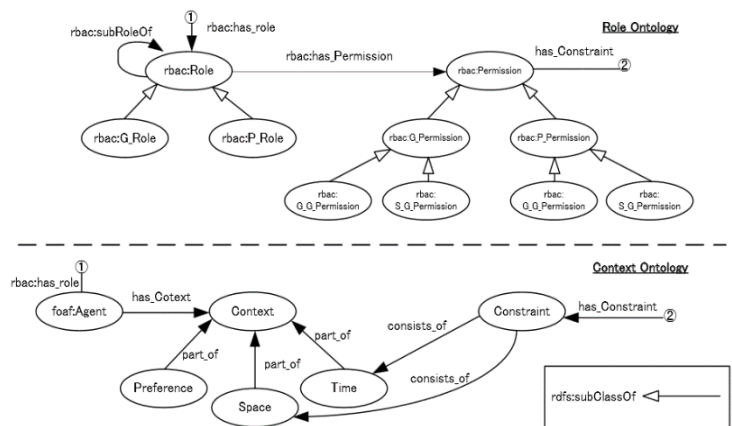 ①
Role Ontology
rbac:subRoleOf
rbac:has_role
rbac:has_Permission
has_Constraint
rbac:Role
rbac:Permission
②
rbac:G_Role
rbac:P_Role
rbac:G_Permission
rbac:P_Permission
rbac:
G_G_Permission
rbac:
S_G_Permission
rbac:
G_G_Permission
rbac:
S_G_Permission
①
Context Ontology
rbac:has_role
has_Cotext
foaf:Agent
Context
Constraint
has_Constraint
②
part_of
consists_of
part_of
part_of
Preference
Time
consists_of
Space
rdfs:subClassOf